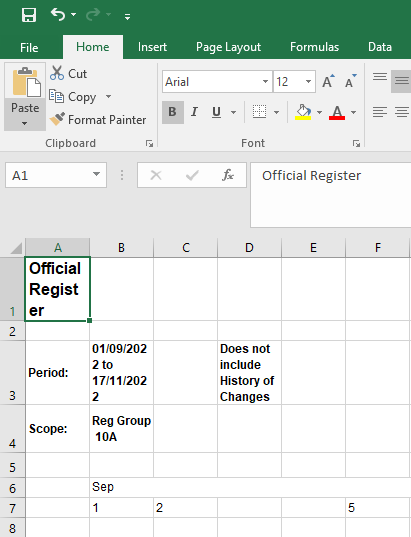 File Home Insert Page Layout Formulas Data
Paste
Cut
Copy
Format Painter
Clipboard
Arial 12 A A
B I U A
Font
A1 fx Official Register
A B C D E F
1 Official
Regist
er
2
3 Period: 01/09/202
2 to
17/11/202
2
Does not
include
History of
Changes
4 Scope: Reg Group
10A
5
6 Sep
7 1 2 5
8